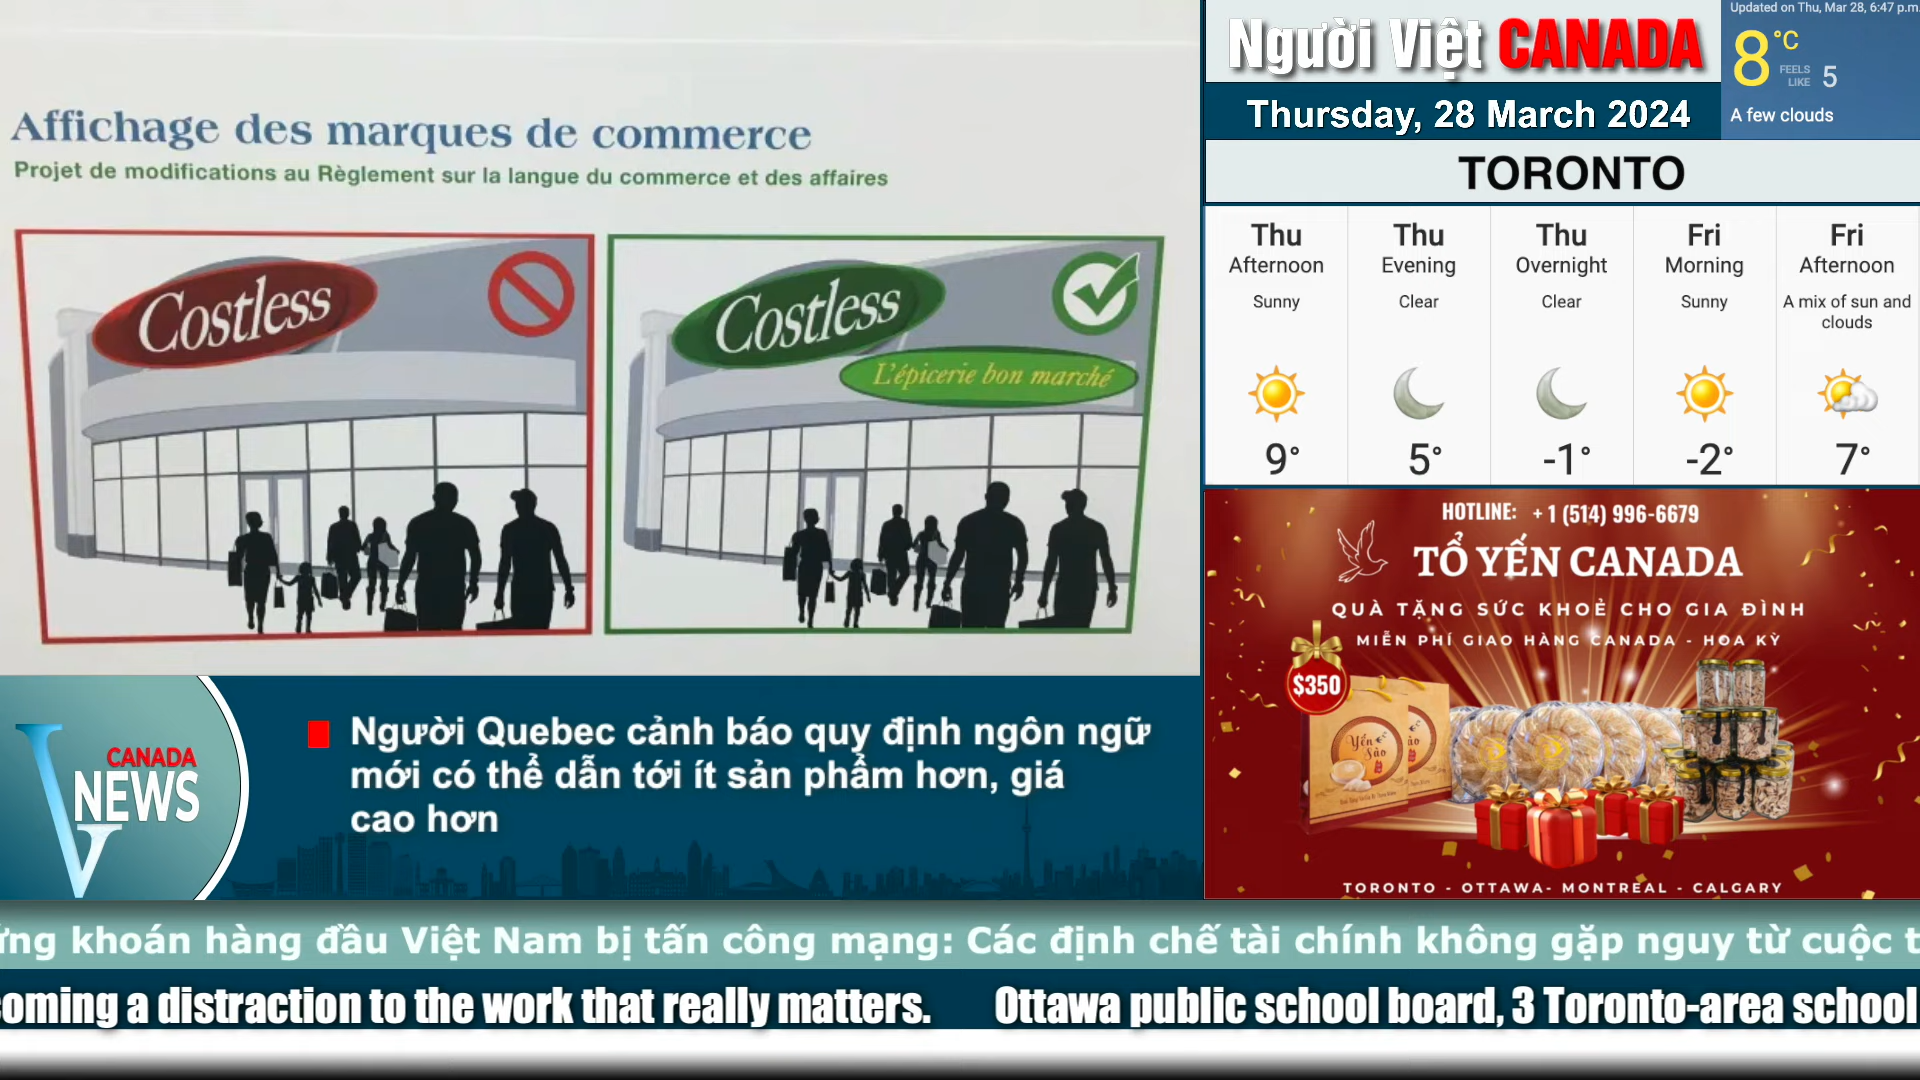 Affichage des marques de commerce
Projet de modifications au Règlement sur la langue du commerce et des affaires
Costless
Costless
L'épicerie bon marché
CANADA
NEWS
Người Quebec cảnh báo quy định ngôn ngữ
mới có thể dẫn tới ít sản phẩm hơn, giá
cao hơn
Người Việt CANADA
Thursday, 28 March 2024
Updated on Thu, Mar 28, 6:47 p.m.
8°C
FEELS LIKE 5
A few clouds
TORONTO
Thu Thu Thu Fri Fri
Afternoon Evening Overnight Morning Afternoon
Sunny Clear Clear Sunny A mix of sun and
clouds
9° 5° -1° -2° 7°
HOTLINE: + 1 (514) 996-6679
TỔ YẾN CANADA
QUÀ TẶNG SỨC KHOẺ CHO GIA ĐÌNH
MIỄN PHÍ GIAO HÀNG CANADA - HOA KỲ
$350
Yến
Sào
TORONTO - OTTAWA- MONTREAL - CALGARY
ứng khoán hàng đầu Việt Nam bị tấn công mạng: Các định chế tài chính không gặp nguy từ cuộc t
coming a distraction to the work that really matters. Ottawa public school board, 3 Toronto-area school